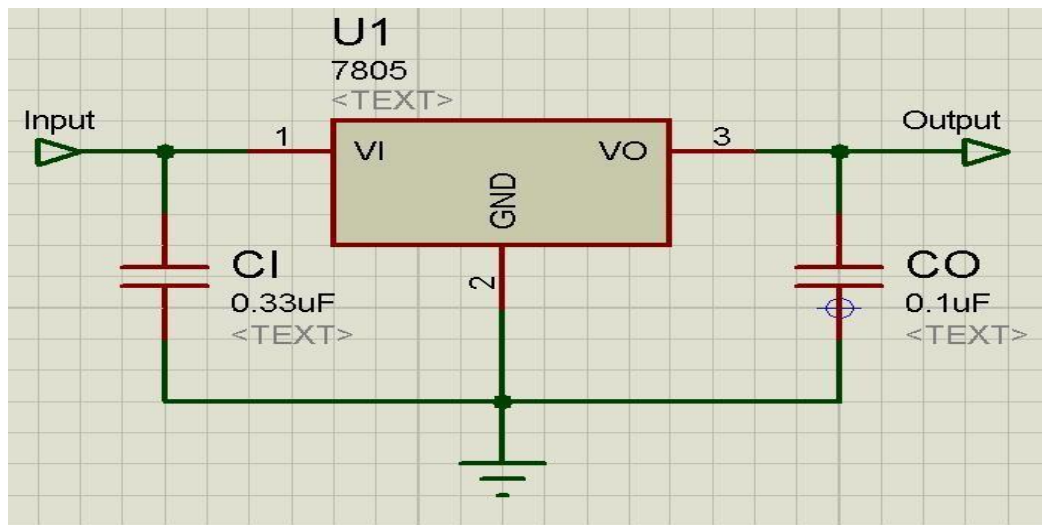 U1
7805
<TEXT>
Input
1
VI
VO
3
Output
GND
2
CI
0.33uF
<TEXT>
CO
0.1uF
<TEXT>